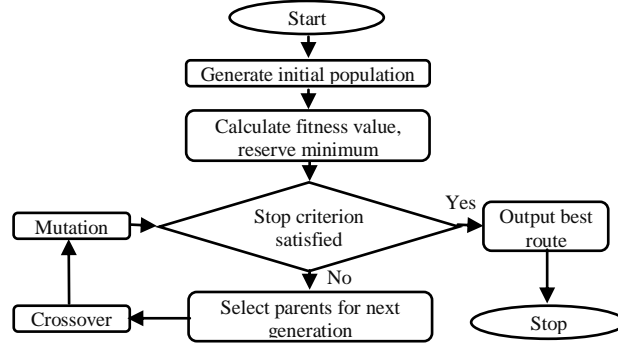 Start
Generate initial population
Calculate fitness value,
reserve minimum
Stop criterion
satisfied
Yes
Output best
route
Mutation
No
Select parents for next
generation
Crossover
Stop